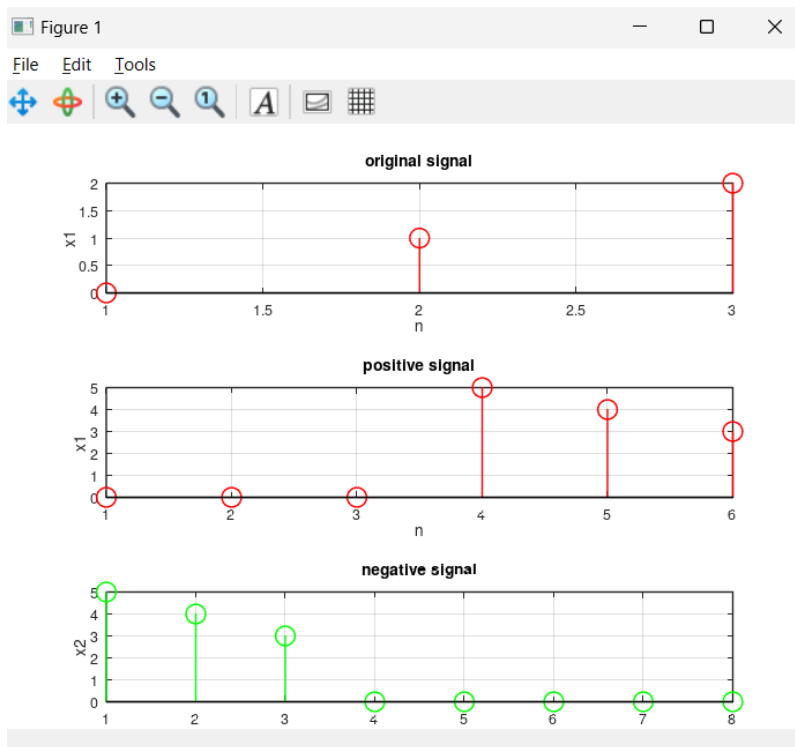 Figure 1
File Edit Tools
original signal
2
1.5
1
0.5
0
x1
1 1.5 2 2.5 3
n
positive signal
5
4
3
2
1
0
x1
1 2 3 4 5 6
n
negative signal
5
4
3
2
1
0
x2
1 2 3 4 5 6 7 8